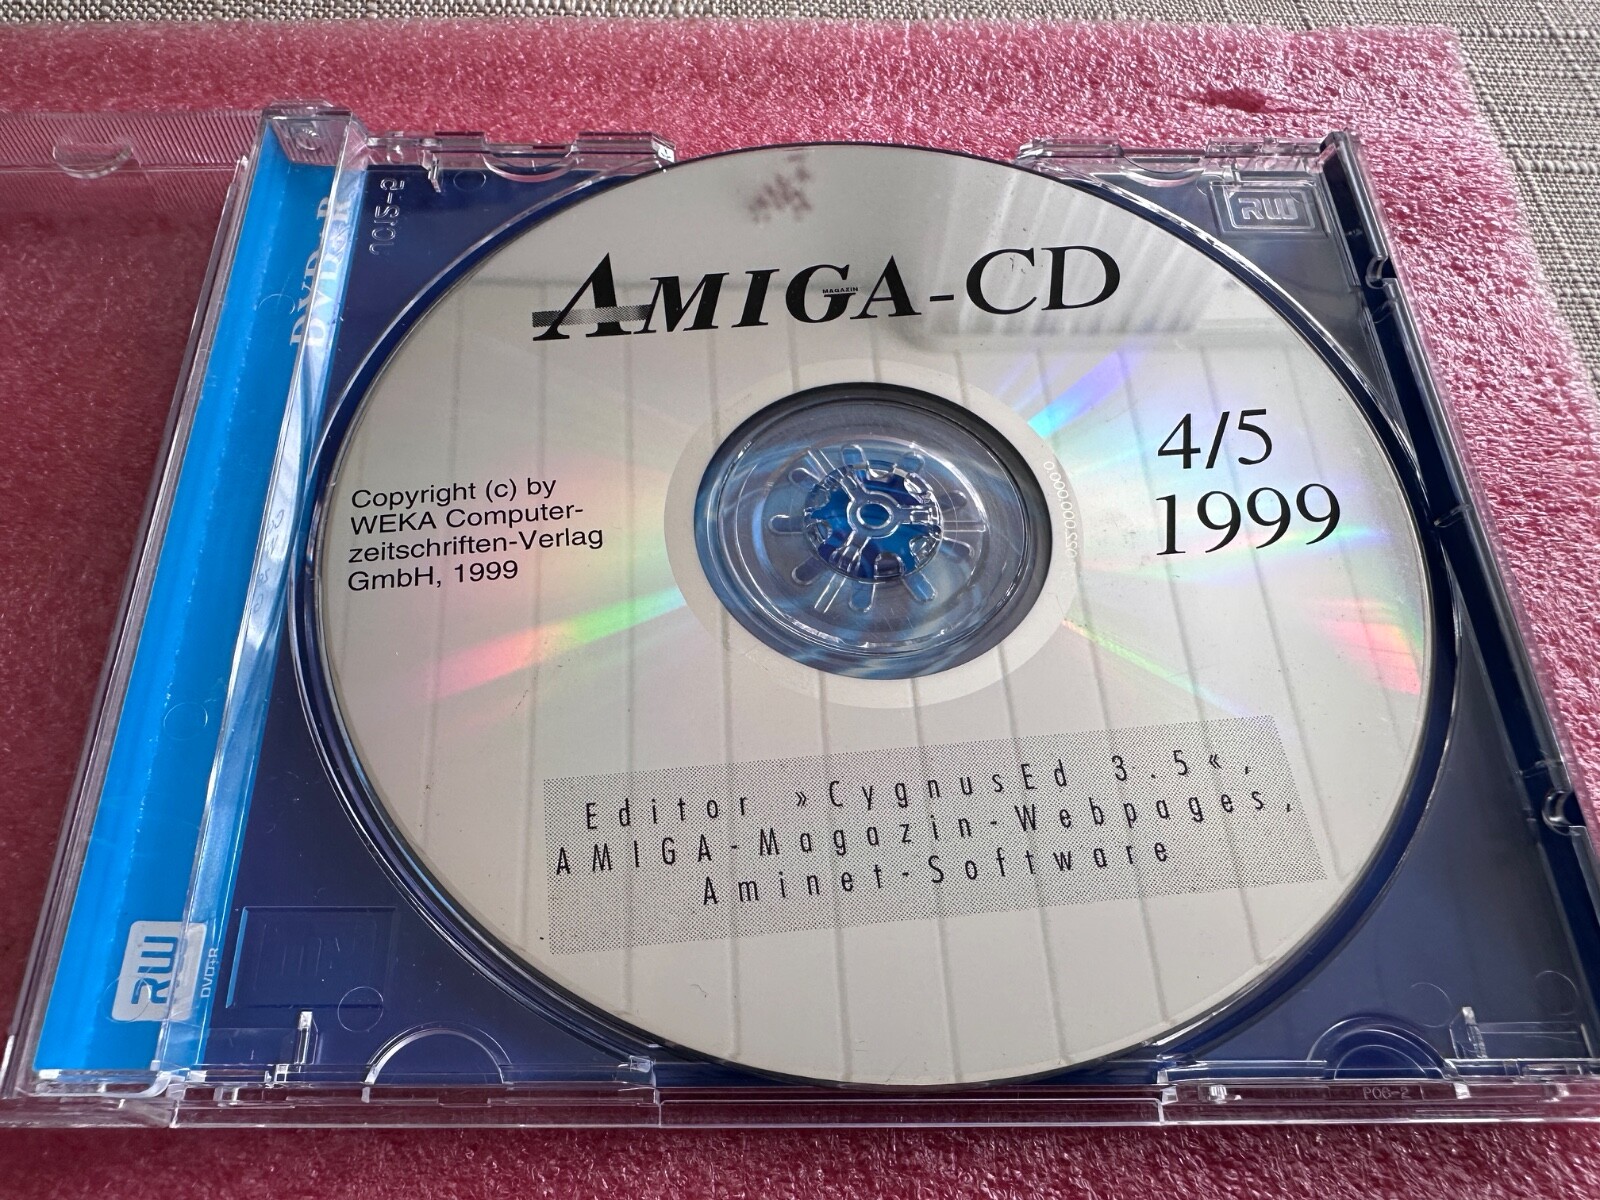 AMIGA-CD
MAGAZIN
4/5
1999
Copyright (c) by
WEKA Computer-
zeitschriften-Verlag
GmbH, 1999
Editor »CygnusEd 3.5«,
AMIGA-Magazin-Webpages,
Aminet-Software
RW
DVD+R
RW
DVD+R
P08-2